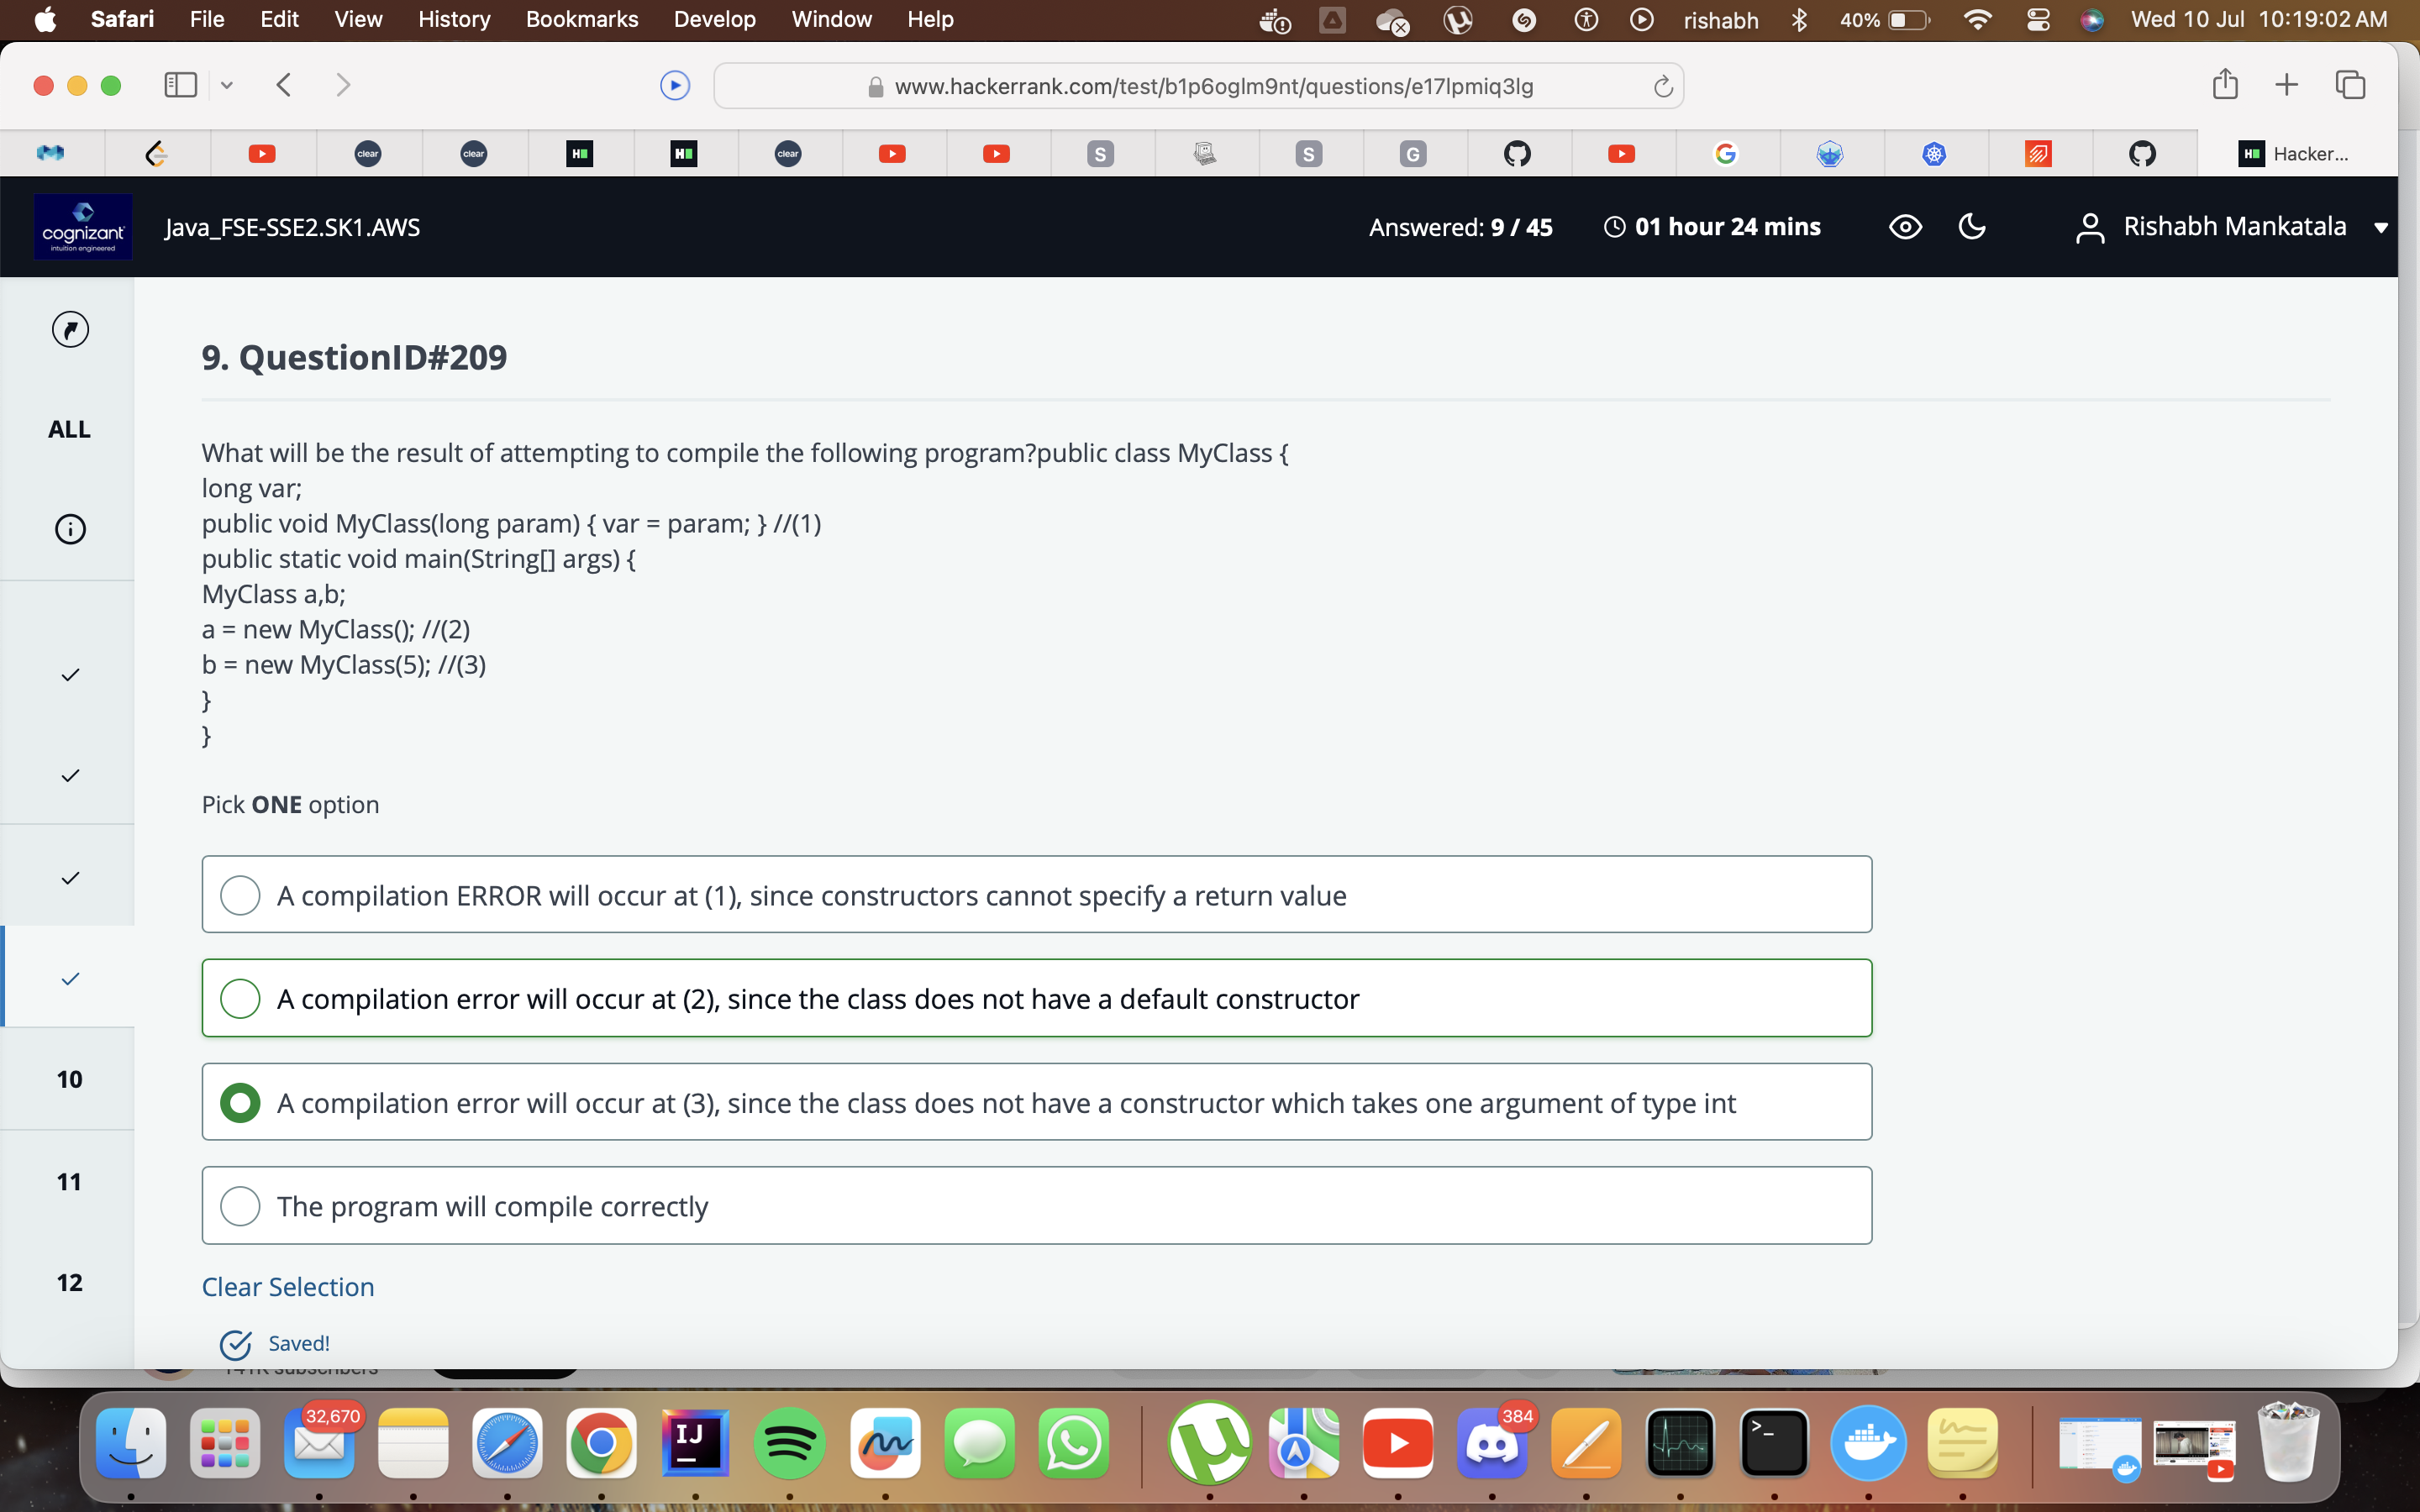 Safari File Edit View History Bookmarks Develop Window Help rishabh 40% Wed 10 Jul 10:19:02 AM
www.hackerrank.com/test/b1p6oglm9nt/questions/e17lpmiq3lg
clear clear H H clear S S G G H Hacker...
cognizant
intuition engineered
Java_FSE-SSE2.SK1.AWS Answered: 9 / 45 01 hour 24 mins Rishabh Mankatala
9. QuestionID#209
ALL
What will be the result of attempting to compile the following program?public class MyClass {
long var;
public void MyClass(long param) { var = param; } //(1)
public static void main(String[] args) {
MyClass a,b;
a = new MyClass(); //(2)
b = new MyClass(5); //(3)
}
}
Pick ONE option
A compilation ERROR will occur at (1), since constructors cannot specify a return value
A compilation error will occur at (2), since the class does not have a default constructor
A compilation error will occur at (3), since the class does not have a constructor which takes one argument of type int
The program will compile correctly
10
11
12
Clear Selection
Saved!
141K subscribers
32,670 IJ 384 >_